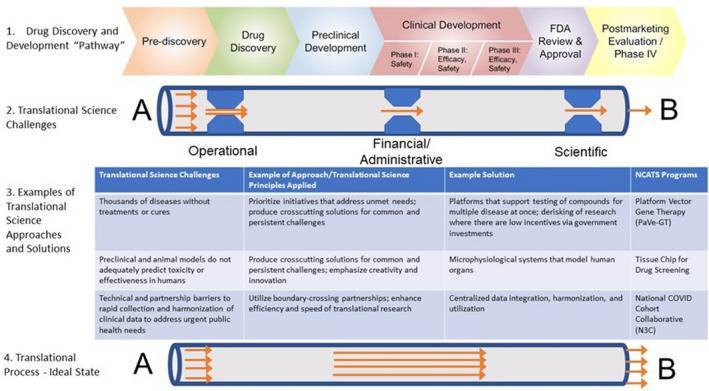 1. Drug Discovery and
Development "Pathway"
Pre-discovery
Drug
Discovery
Preclinical
Development
Clinical Development
Phase I:
Safety
Phase II:
Efficacy,
Safety
Phase III:
Efficacy,
Safety
FDA
Review &
Approval
Postmarketing
Evaluation /
Phase IV
2. Translational Science
Challenges
A
B
Operational
Financial/
Administrative
Scientific
3. Examples of
Translational
Science
Approaches
and Solutions
Translational Science Challenges
Example of Approach/Translational Science
Principles Applied
Example Solution
NCATS Programs
Thousands of diseases without
treatments or cures
Prioritize initiatives that address unmet needs;
produce crosscutting solutions for common and
persistent challenges
Platforms that support testing of compounds for
multiple disease at once; derisking of research
where there are low incentives via government
investments
Platform Vector
Gene Therapy
(PaVe-GT)
Preclinical and animal models do not
adequately predict toxicity or
effectiveness in humans
Produce crosscutting solutions for common and
persistent challenges; emphasize creativity and
innovation
Microphysiological systems that model human
organs
Tissue Chip for
Drug Screening
Technical and partnership barriers to
rapid collection and harmonization of
clinical data to address urgent public
health needs
Utilize boundary-crossing partnerships; enhance
efficiency and speed of translational research
Centralized data integration, harmonization, and
utilization
National COVID
Cohort
Collaborative
(N3C)
4. Translational
Process - Ideal State
A
B